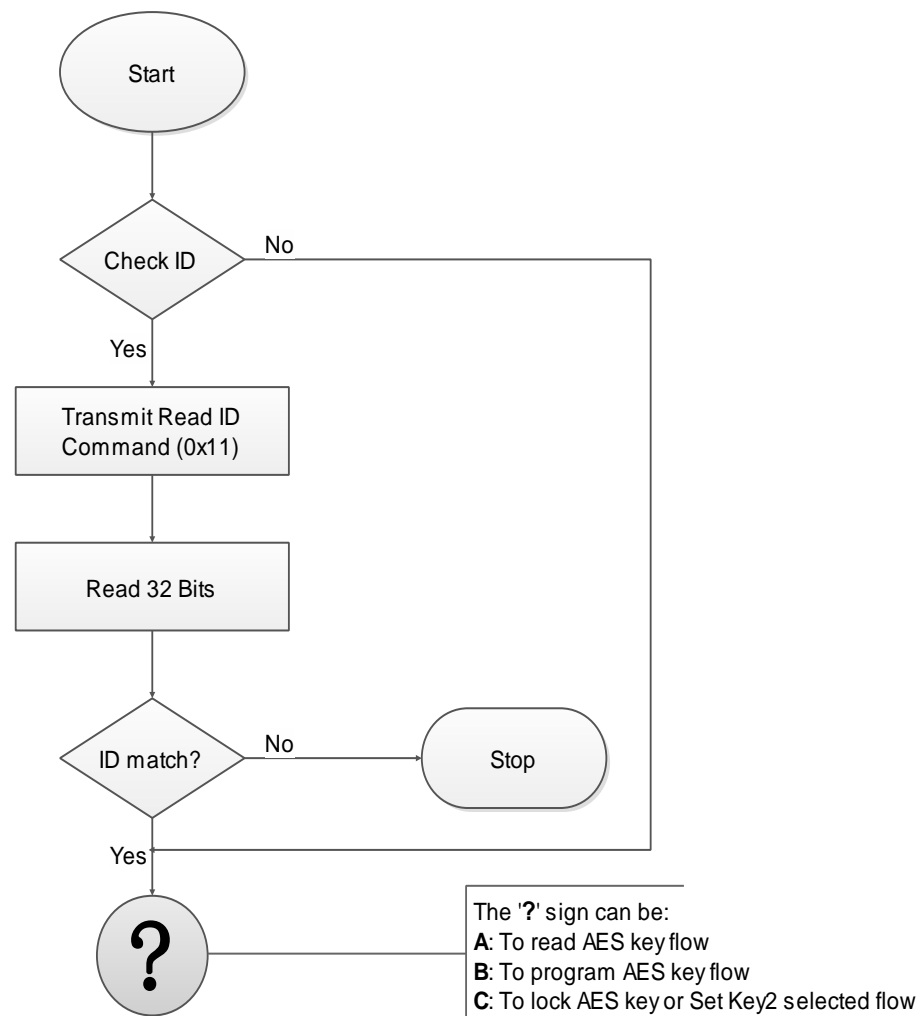 Start
Check ID
No
Yes
Transmit Read ID
Command (0x11)
Read 32 Bits
ID match?
No
Stop
Yes
?
The '?' sign can be:
A: To read AES key flow
B: To program AES key flow
C: To lock AES key or Set Key2 selected flow